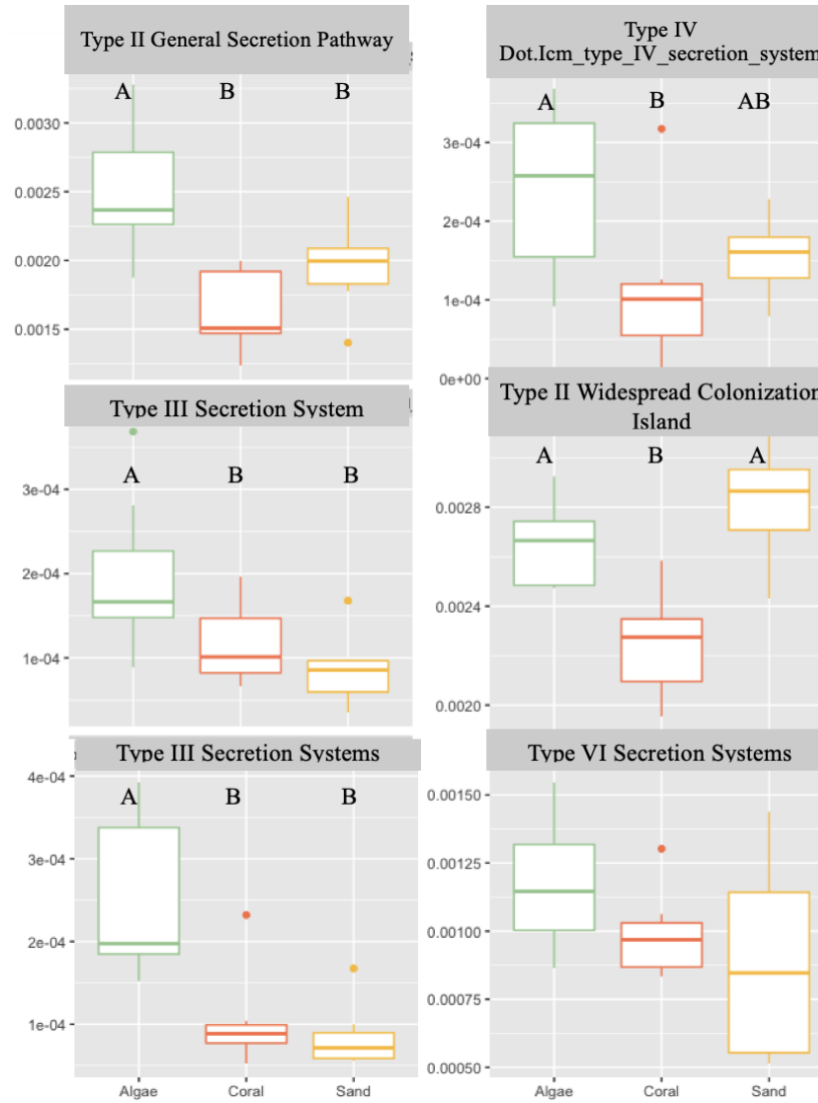 Type II General Secretion Pathway
A B B
0.0030
0.0025
0.0020
0.0015
Type IV
Dot.Icm_type_IV_secretion_system
A B AB
3e-04
2e-04
1e-04
0e+00
Type III Secretion System
A B B
3e-04
2e-04
1e-04
Type II Widespread Colonization
Island
A B A
0.0028
0.0024
0.0020
Type III Secretion Systems
A B B
4e-04
3e-04
2e-04
1e-04
Algae Coral Sand
Type VI Secretion Systems
0.00150
0.00125
0.00100
0.00075
0.00050
Algae Coral Sand